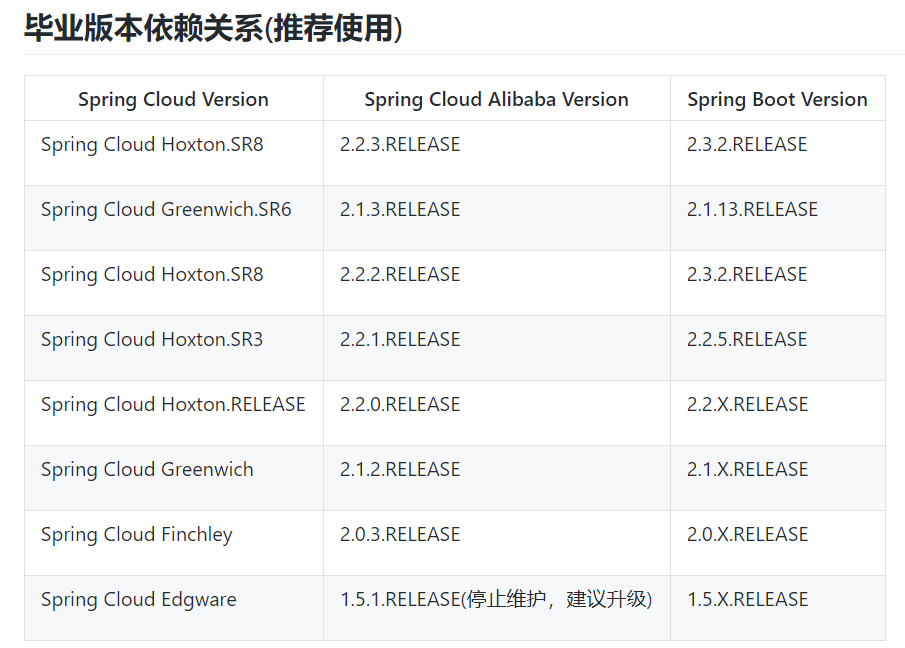 毕业版本依赖关系(推荐使用)
Spring Cloud Version Spring Cloud Alibaba Version Spring Boot Version
Spring Cloud Hoxton.SR8 2.2.3.RELEASE 2.3.2.RELEASE
Spring Cloud Greenwich.SR6 2.1.3.RELEASE 2.1.13.RELEASE
Spring Cloud Hoxton.SR8 2.2.2.RELEASE 2.3.2.RELEASE
Spring Cloud Hoxton.SR3 2.2.1.RELEASE 2.2.5.RELEASE
Spring Cloud Hoxton.RELEASE 2.2.0.RELEASE 2.2.X.RELEASE
Spring Cloud Greenwich 2.1.2.RELEASE 2.1.X.RELEASE
Spring Cloud Finchley 2.0.3.RELEASE 2.0.X.RELEASE
Spring Cloud Edgware 1.5.1.RELEASE(停止维护，建议升级) 1.5.X.RELEASE